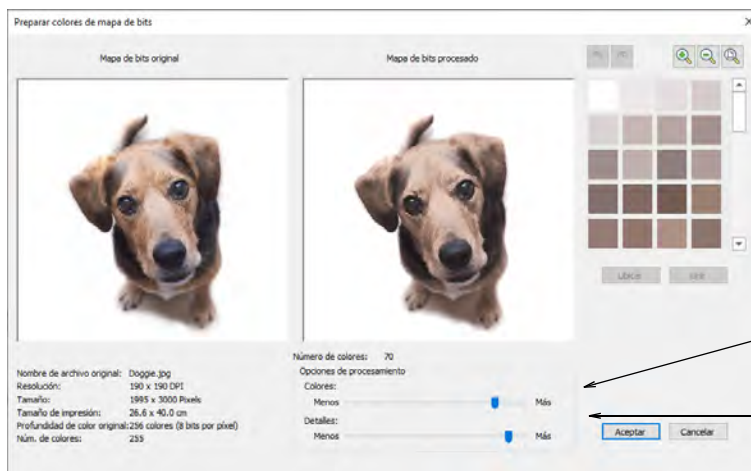 Preparar colores de mapa de bits
Mapa de bits original
Mapa de bits procesado
Ubicar
Unir
Número de colores: 70
Nombre de archivo original: Doggie.jpg
Opciones de procesamiento
Resolución: 190 x 190 DPI
Colores:
Tamaño: 1995 x 3000 Pixels
Menos Más
Tamaño de impresión: 26.6 x 40.0 cm
Detalles:
Profundidad de color original: 256 colores (8 bits por píxel)
Menos Más
Aceptar Cancelar
Núm. de colores: 255